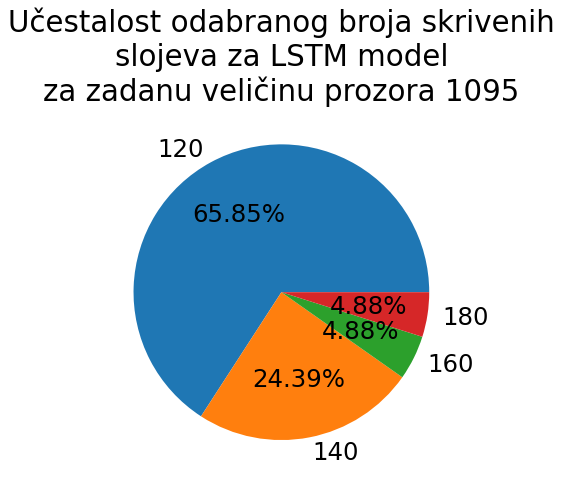 Učestalost odabranog broja skrivenih
slojeva za LSTM model
za zadanu veličinu prozora 1095
120
65.85%
4.88%
180
4.88%
160
24.39%
140